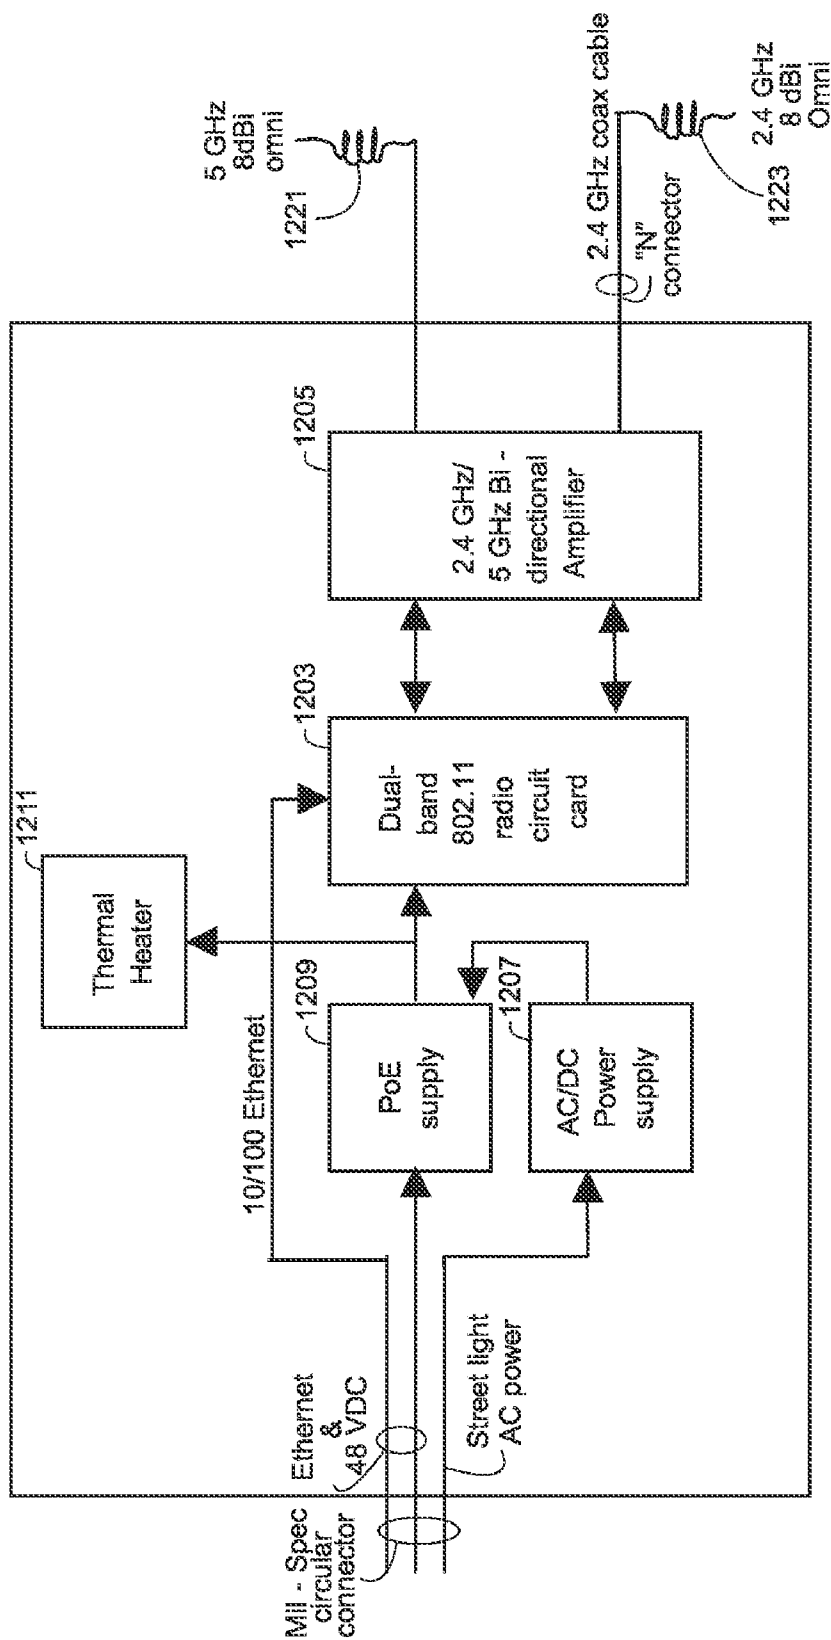 Mil - Spec
circular
connector
Ethernet
&
48 VDC
Street light
AC power
10/100 Ethernet
1211
Thermal
Heater
1209
PoE
supply
1207
AC/DC
Power
supply
1203
Dual-
band
802.11
radio
circuit
card
1205
2.4 GHz/
5 GHz Bi -
directional
Amplifier
5 GHz
8dBi
omni
1221
2.4 GHz coax cable
"N"
connector
1223
2.4 GHz
8 dBi
Omni